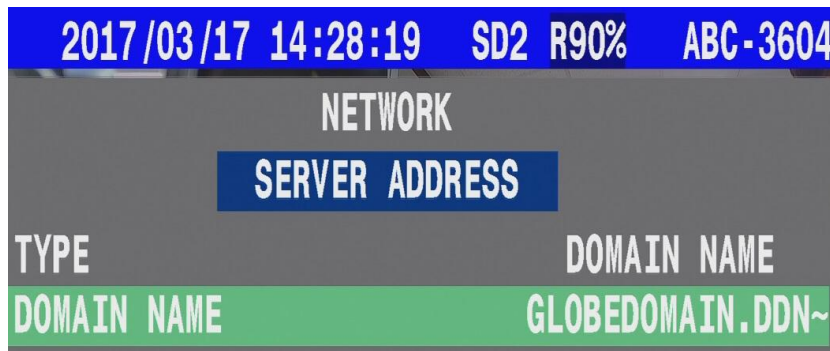 2017/03/17 14:28:19 SD2 R90% ABC-3604
NETWORK
SERVER ADDRESS
TYPE DOMAIN NAME
DOMAIN NAME GLOBEDOMAIN.DDN~